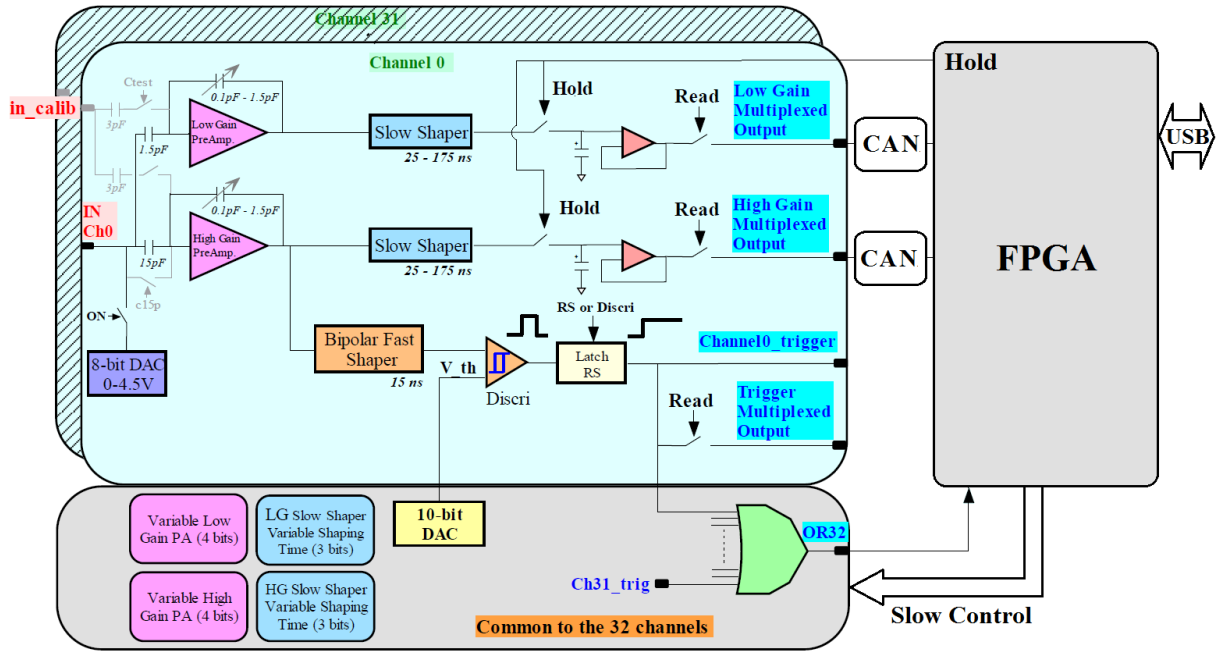 Channel 31
Channel 0
Hold
in_calib
Ctest
3pF
0.1pF - 1.5pF
Low Gain
PreAmp.
1.5pF
Slow Shaper
25 - 175 ns
Hold
Read
Low Gain
Multiplexed
Output
CAN
USB
3pF
IN
Ch0
0.1pF - 1.5pF
High Gain
PreAmp.
15pF
c15p
Slow Shaper
25 - 175 ns
Hold
Read
High Gain
Multiplexed
Output
CAN
FPGA
ON
8-bit DAC
0-4.5V
Bipolar Fast
Shaper
15 ns
V_th
Discri
RS or Discri
Latch
RS
Channel0_trigger
Read
Trigger
Multiplexed
Output
Variable Low
Gain PA (4 bits)
LG Slow Shaper
Variable Shaping
Time (3 bits)
10-bit
DAC
OR32
Variable High
Gain PA (4 bits)
HG Slow Shaper
Variable Shaping
Time (3 bits)
Ch31_trig
Common to the 32 channels
Slow Control